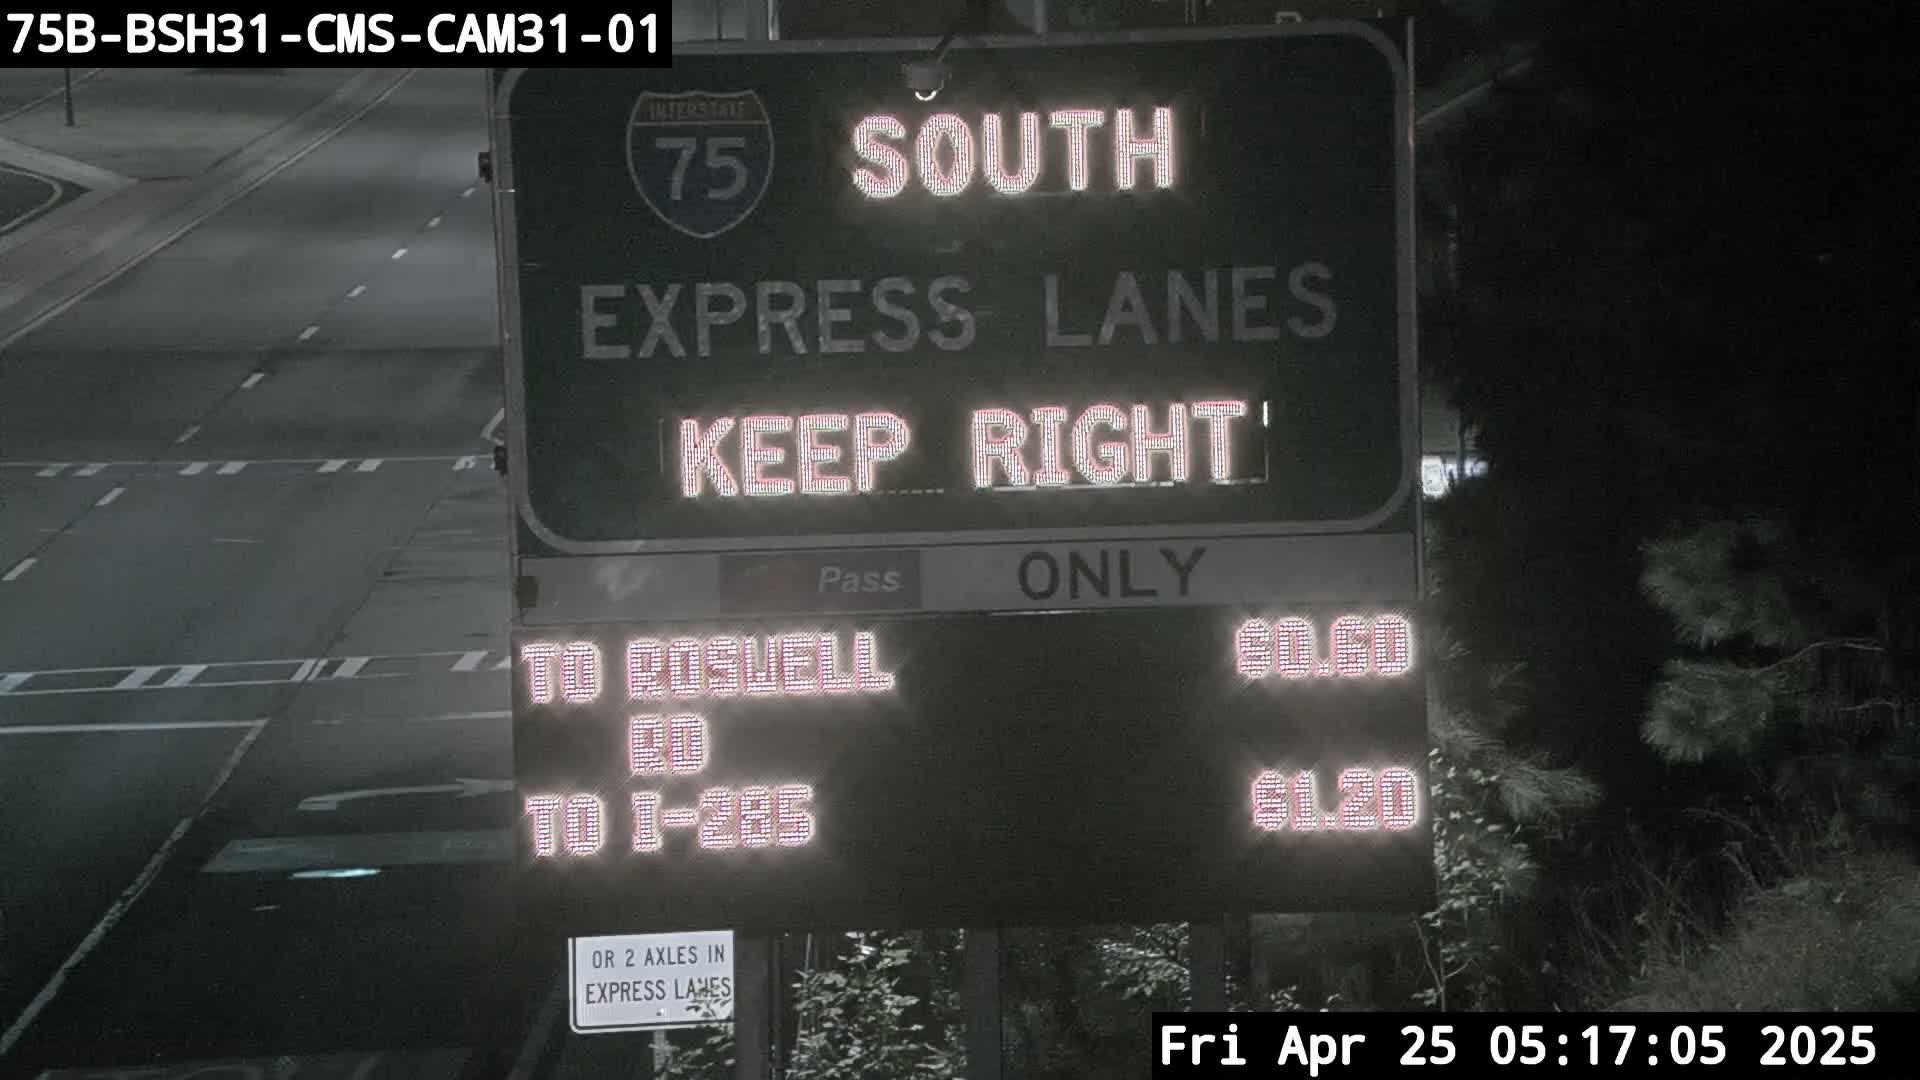 75B-BSH31-CMS-CAM31-01
INTERSTATE
75
SOUTH
EXPRESS LANES
KEEP RIGHT
Pass
ONLY
TO ROSWELL $0.60
RD
TO I-285 $1.20
OR 2 AXLES IN
EXPRESS LANES
Fri Apr 25 05:17:05 2025